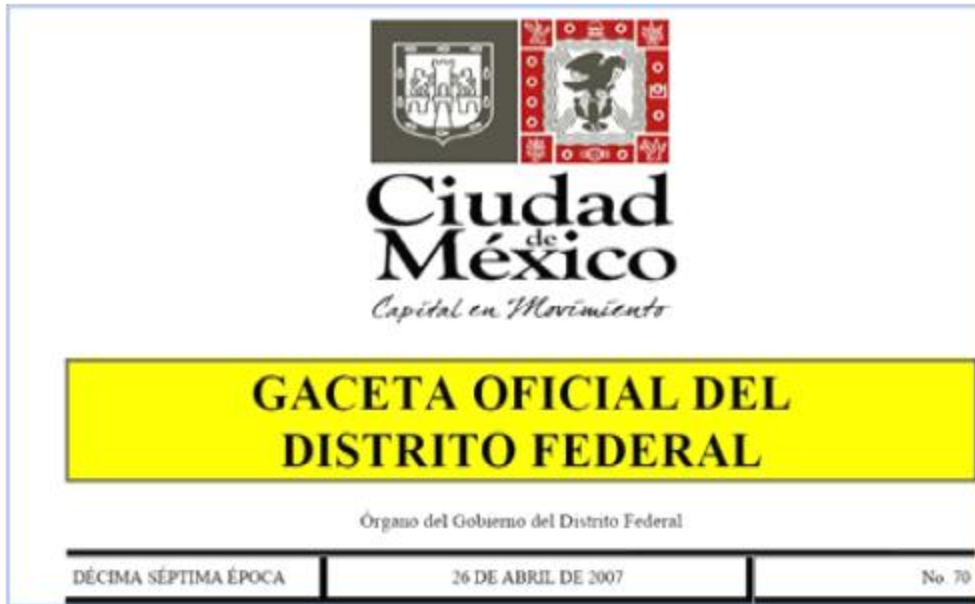 Ciudad
de
México
Capital en Movimiento
GACETA OFICIAL DEL
DISTRITO FEDERAL
Órgano del Gobierno del Distrito Federal
DÉCIMA SÉPTIMA ÉPOCA 26 DE ABRIL DE 2007 No. 70